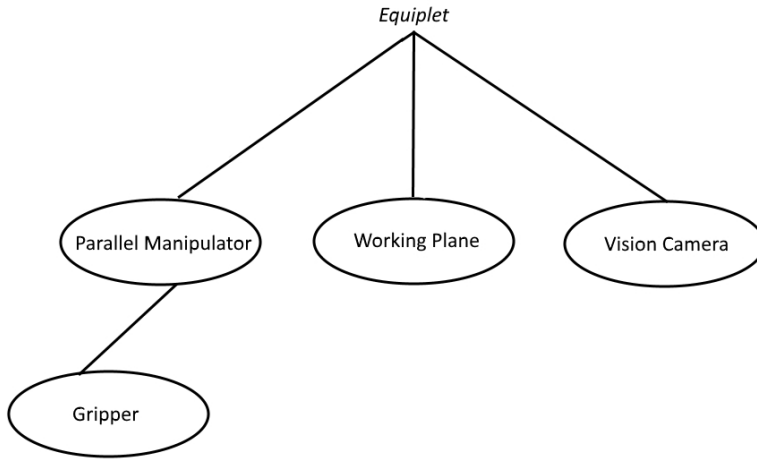 Equiplet
Parallel Manipulator
Working Plane
Vision Camera
Gripper